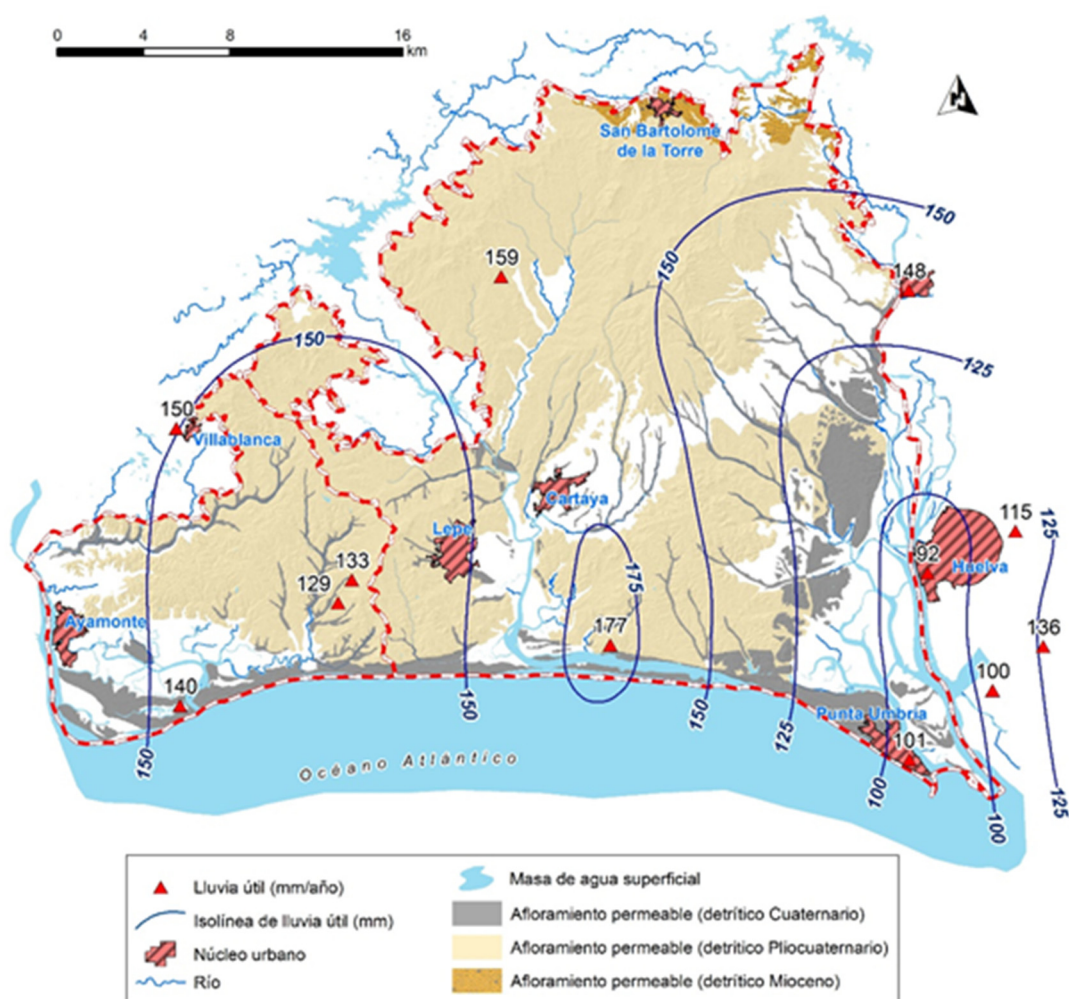 0 4 8 16
km
N
San Bartolome
de la Torre
150
159
150
148
150
125
150
Villablanca
Cartaya
Lepe
115
125
133
92
Huelva
175
129
177
136
Ayamonte
100
140
Punta Umbría
150
150
101
150
125
Océano Atlántico
100
125
100
Lluvia útil (mm/año)
Isolínea de lluvia útil (mm)
Núcleo urbano
Río
Masa de agua superficial
Afloramiento permeable (detrítico Cuaternario)
Afloramiento permeable (detrítico Pliocuaternario)
Afloramiento permeable (detrítico Mioceno)